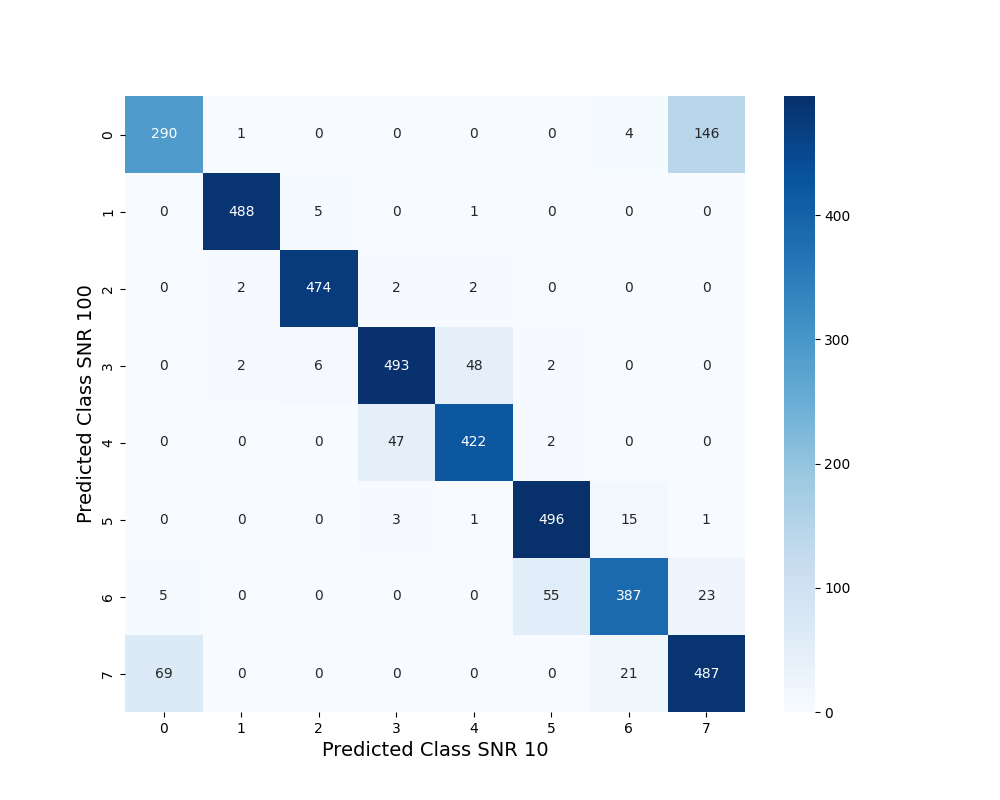 0 290 1 0 0 0 0 4 146
1 0 488 5 0 1 0 0 0
2 0 2 474 2 2 0 0 0
3 0 2 6 493 48 2 0 0
4 0 0 0 47 422 2 0 0
5 0 0 0 3 1 496 15 1
6 5 0 0 0 0 55 387 23
7 69 0 0 0 0 0 21 487
0 1 2 3 4 5 6 7
Predicted Class SNR 10
Predicted Class SNR 100
400
300
200
100
0